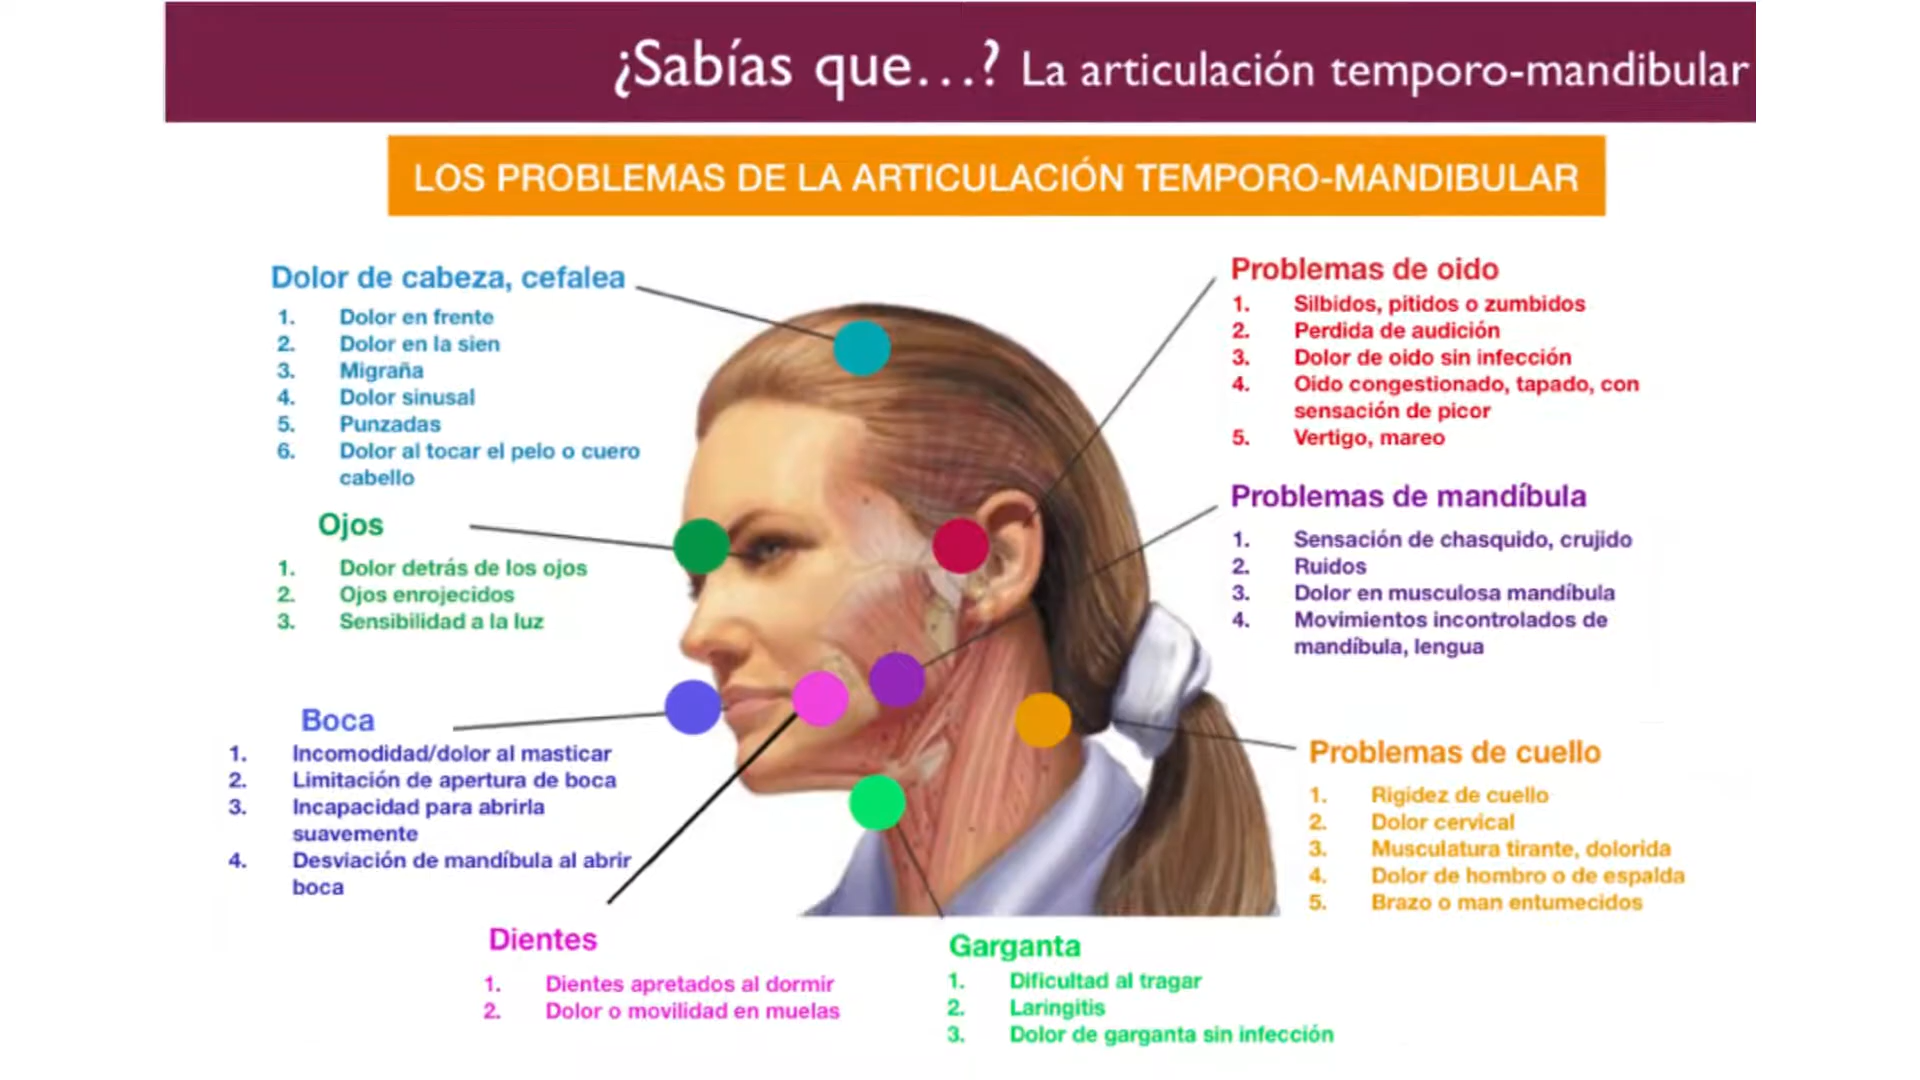 ¿Sabías que...? La articulación temporo-mandibular
LOS PROBLEMAS DE LA ARTICULACIÓN TEMPORO-MANDIBULAR
Dolor de cabeza, cefalea
1. Dolor en frente
2. Dolor en la sien
3. Migraña
4. Dolor sinusal
5. Punzadas
6. Dolor al tocar el pelo o cuero
cabello
Ojos
1. Dolor detrás de los ojos
2. Ojos enrojecidos
3. Sensibilidad a la luz
Boca
1. Incomodidad/dolor al masticar
2. Limitación de apertura de boca
3. Incapacidad para abrirla
suavemente
4. Desviación de mandíbula al abrir
boca
Dientes
1. Dientes apretados al dormir
2. Dolor o movilidad en muelas
Problemas de oido
1. Silbidos, pitidos o zumbidos
2. Perdida de audición
3. Dolor de oido sin infección
4. Oido congestionado, tapado, con
sensación de picor
5. Vertigo, mareo
Problemas de mandíbula
1. Sensación de chasquido, crujido
2. Ruidos
3. Dolor en musculosa mandíbula
4. Movimientos incontrolados de
mandíbula, lengua
Problemas de cuello
1. Rigidez de cuello
2. Dolor cervical
3. Musculatura tirante, dolorida
4. Dolor de hombro o de espalda
5. Brazo o man entumecidos
Garganta
1. Dificultad al tragar
2. Laringitis
3. Dolor de garganta sin infección